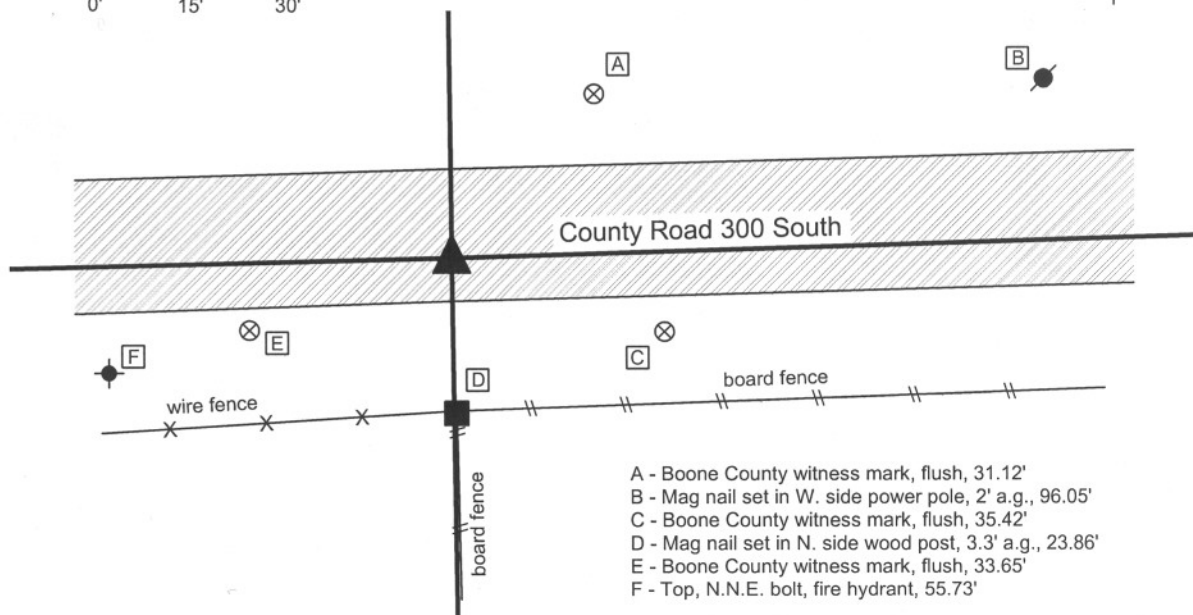 0' 15' 30'
A
B
County Road 300 South
F
E
C
D
wire fence
board fence
board fence
A - Boone County witness mark, flush, 31.12'
B - Mag nail set in W. side power pole, 2' a.g., 96.05'
C - Boone County witness mark, flush, 35.42'
D - Mag nail set in N. side wood post, 3.3' a.g., 23.86'
E - Boone County witness mark, flush, 33.65'
F - Top, N.N.E. bolt, fire hydrant, 55.73'